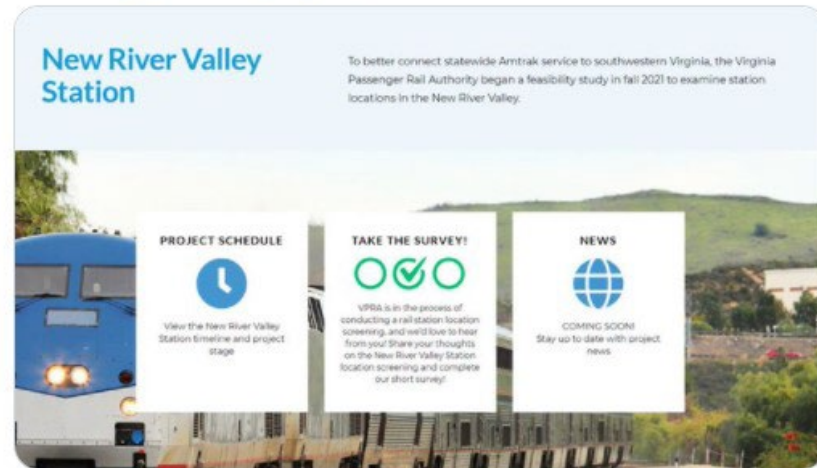 New River Valley
Station
To better connect statewide Amtrak service to southwestern Virginia, the Virginia
Passenger Rail Authority began a feasibility study in fall 2021 to examine station
locations in the New River Valley.
PROJECT SCHEDULE
View the New River Valley
Station timeline and project
stage
TAKE THE SURVEY!
VPRA is in the process of
conducting a rail station location
screening, and we'd love to hear
from you! Share your thoughts
on the New River Valley Station
location screening and complete
our short survey!
NEWS
COMING SOON!
Stay up to date with project
news